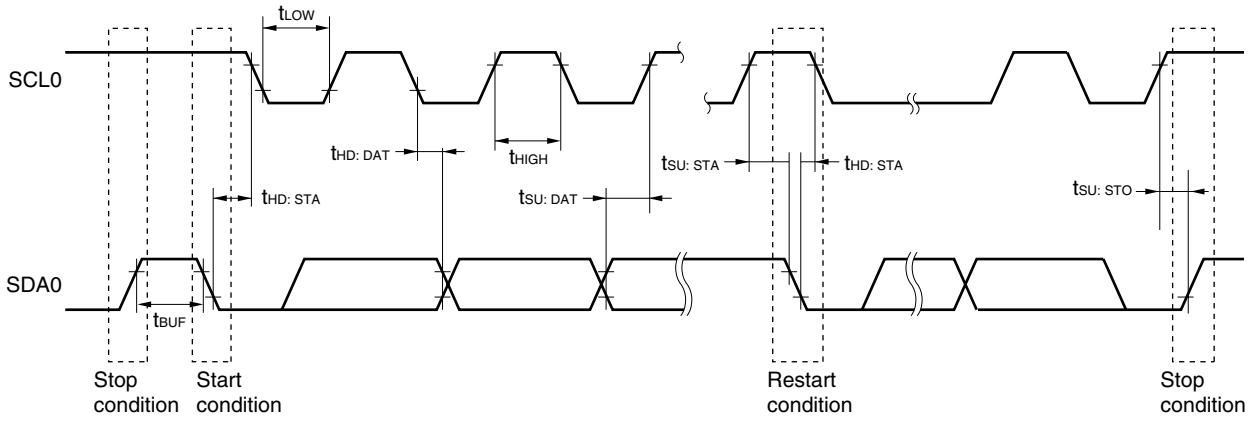 tLOW
SCL0
tHD: DAT
tHIGH
tSU: STA
tHD: STA
tHD: STA
tSU: DAT
tSU: STO
SDA0
tBUF
Stop
condition
Start
condition
Restart
condition
Stop
condition